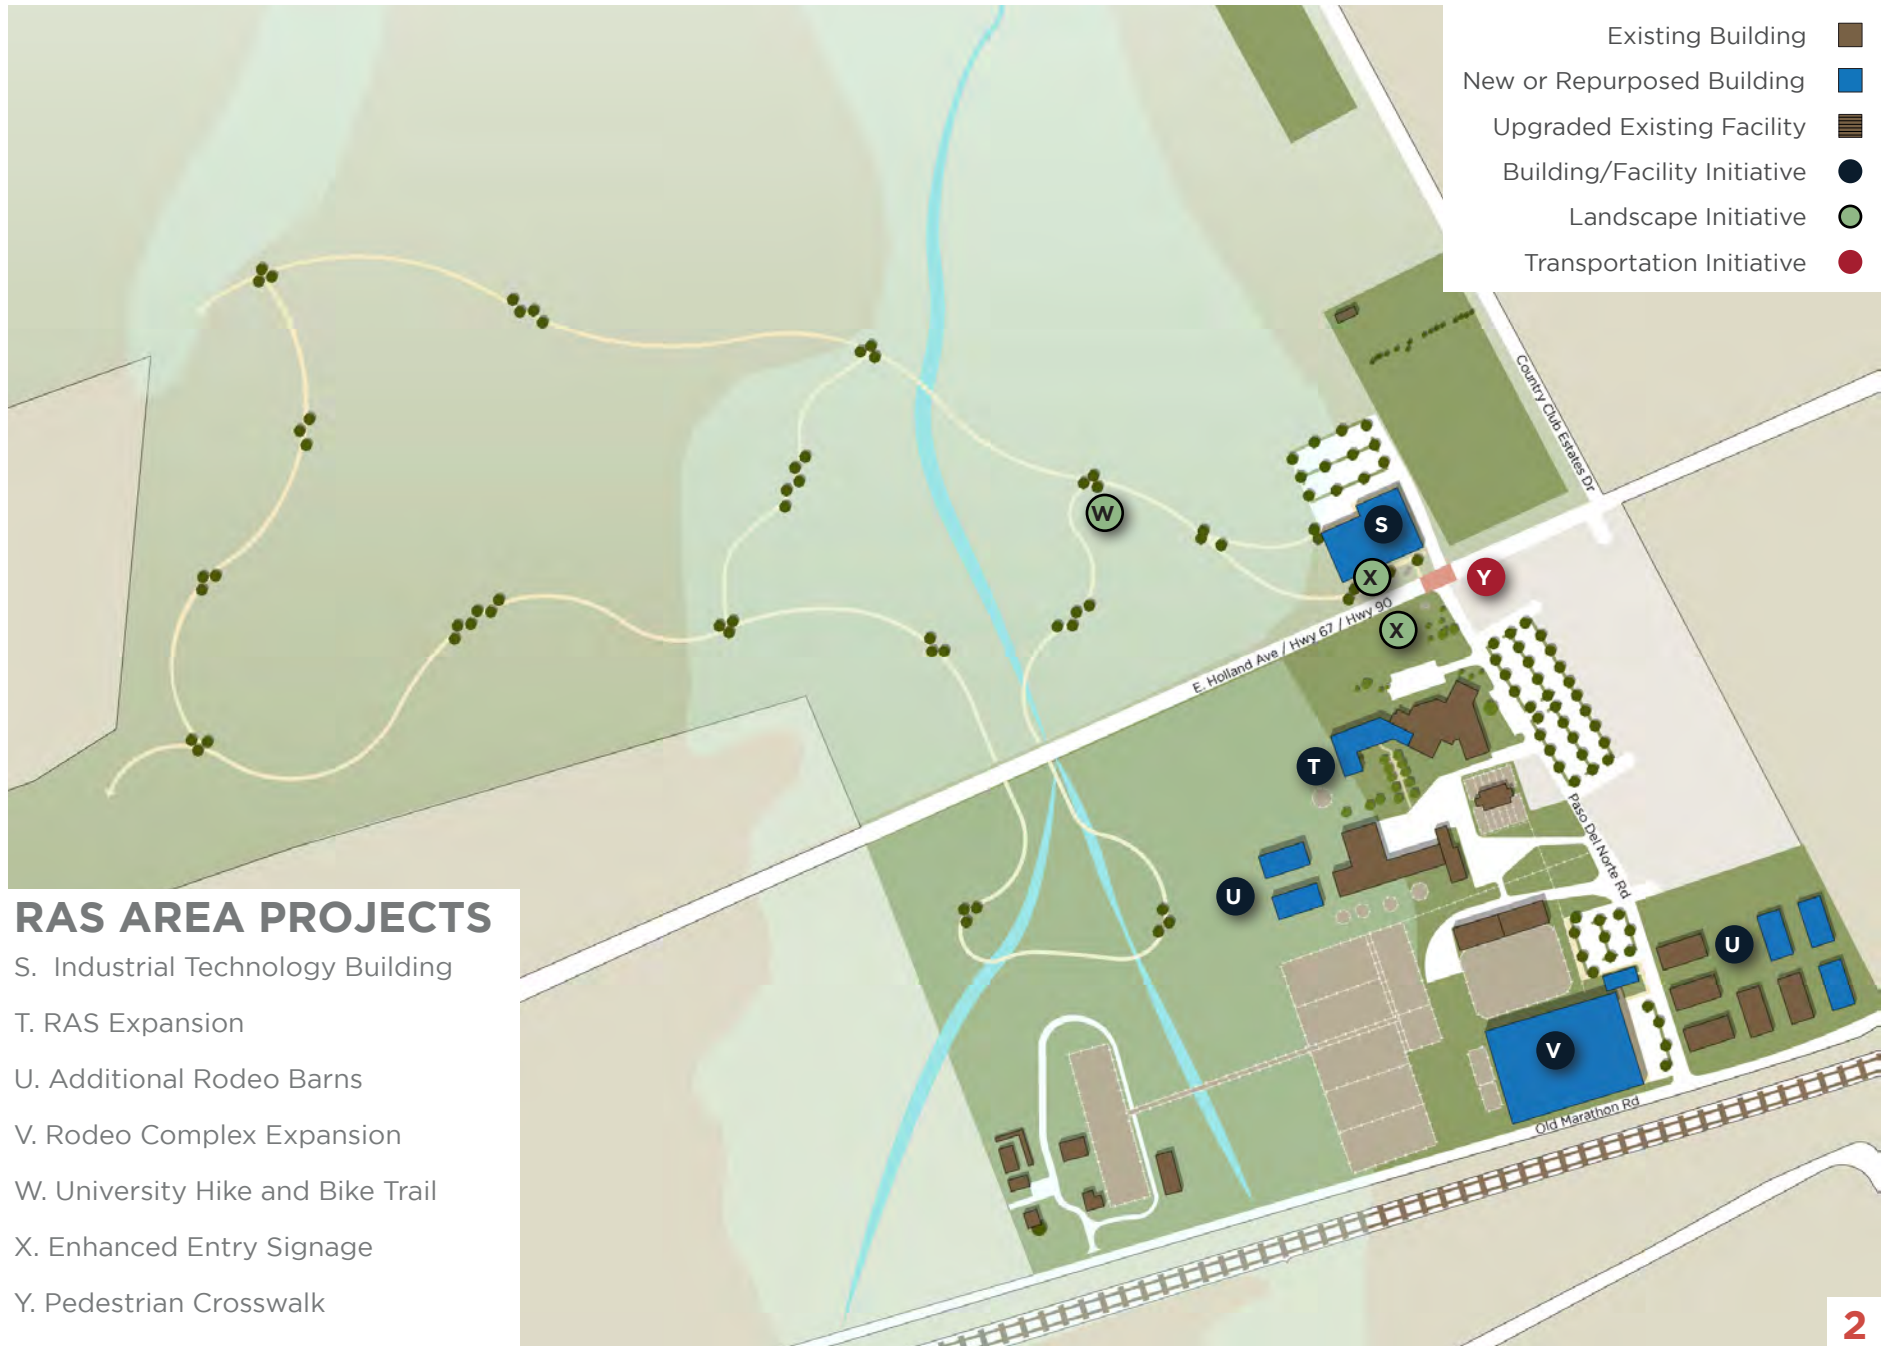 Existing Building
New or Repurposed Building
Upgraded Existing Facility
Building/Facility Initiative
Landscape Initiative
Transportation Initiative
Country Club Estates Dr
W
S
X
Y
X
E. Holland Ave / Hwy 67 / Hwy 90
T
Paso Del Norte Rd
U
U
V
Old Marathon Rd
RAS AREA PROJECTS
S. Industrial Technology Building
T. RAS Expansion
U. Additional Rodeo Barns
V. Rodeo Complex Expansion
W. University Hike and Bike Trail
X. Enhanced Entry Signage
Y. Pedestrian Crosswalk
2